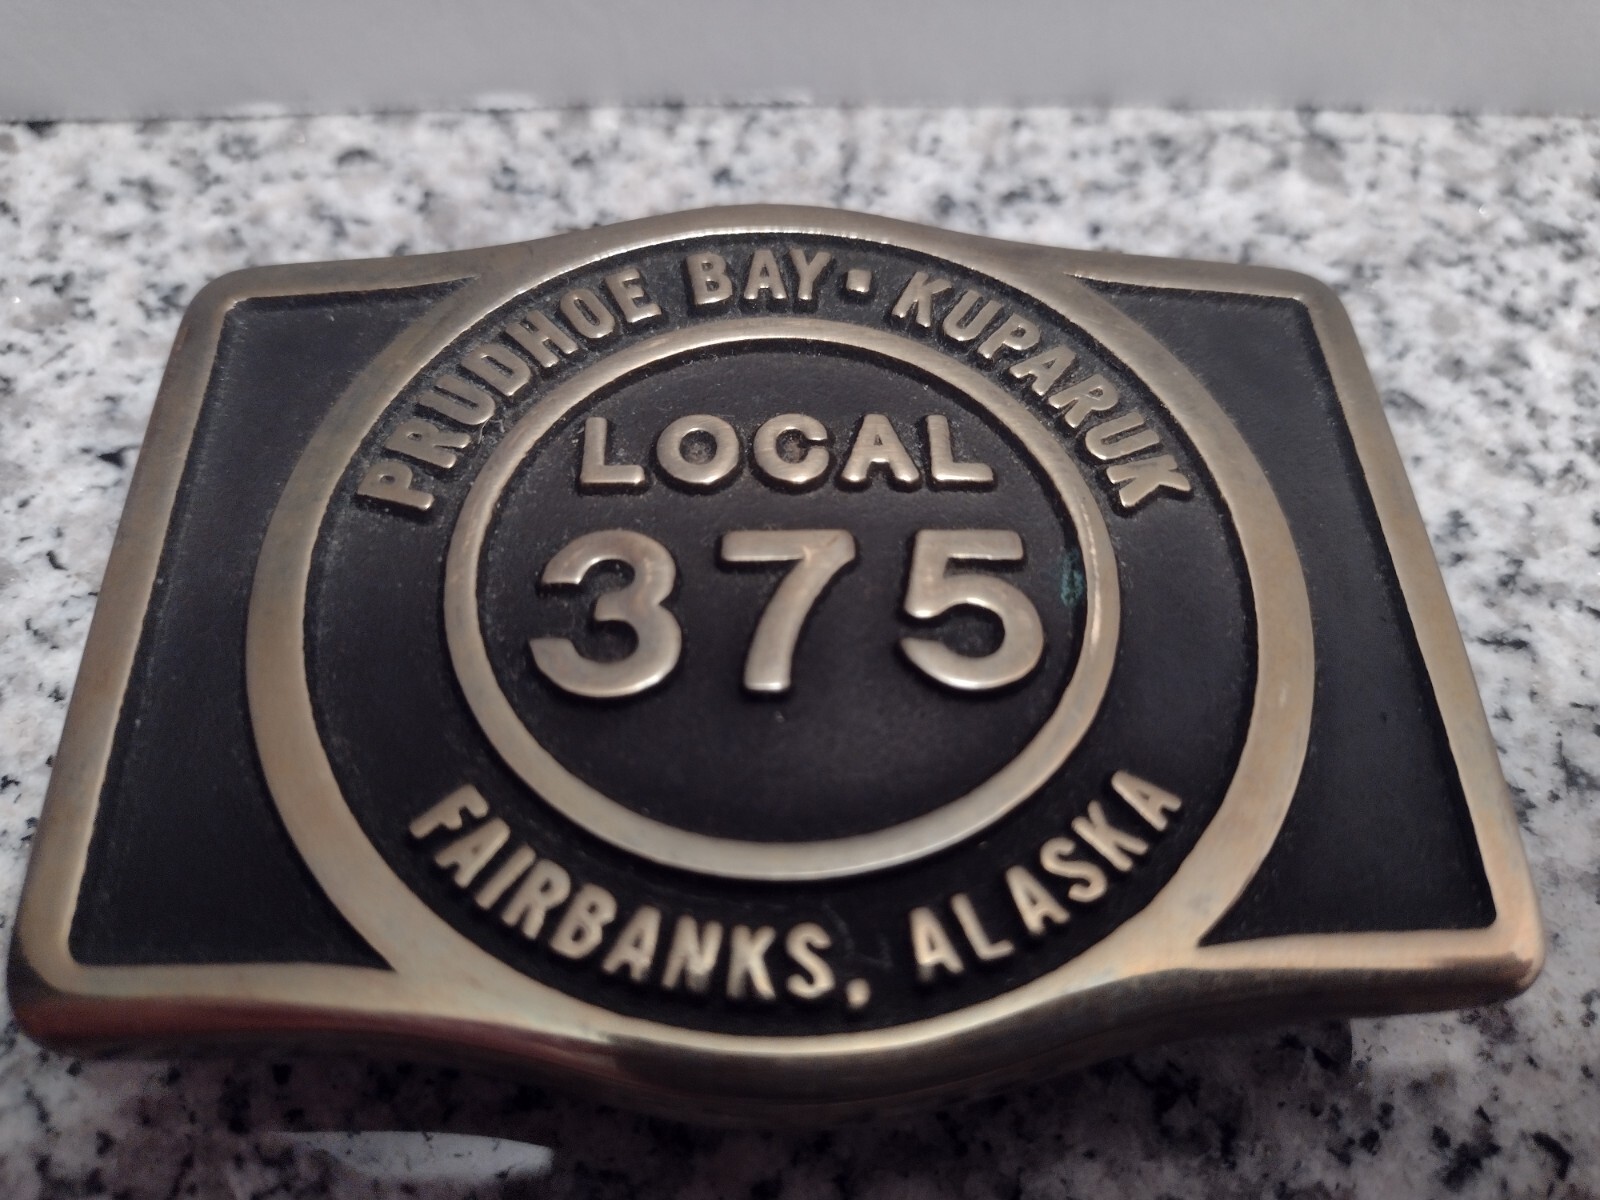 PRUDHOE BAY · KUPARUK
LOCAL
375
FAIRBANKS, ALASKA